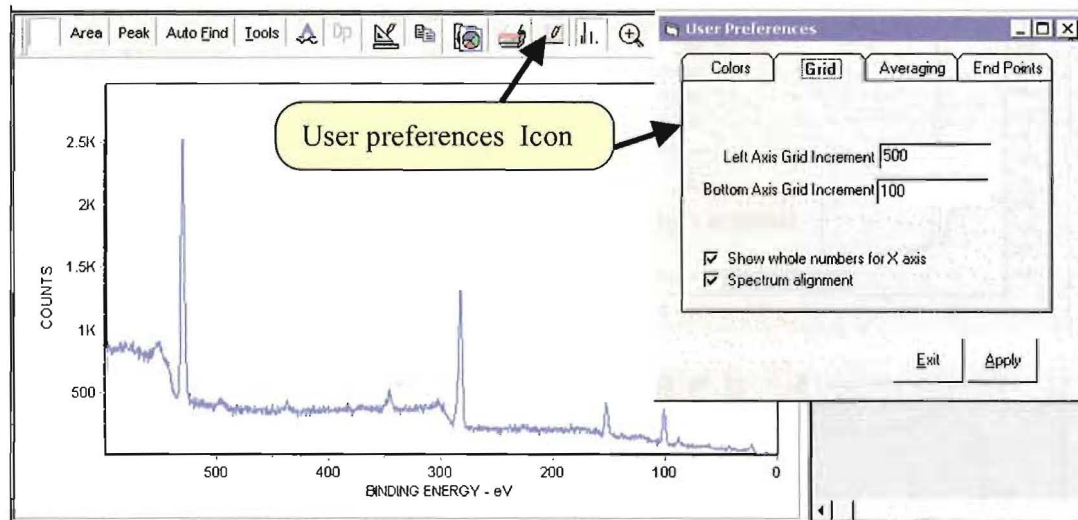 Area Peak Auto Find Tools Dp
User Preferences
Colors Grid Averaging End Points
User preferences Icon
Left Axis Grid Increment 500
Bottom Axis Grid Increment 100
Show whole numbers for X axis
Spectrum alignment
Exit Apply
2.5K
2K
1.5K
1K
500
COUNTS
500 400 300 200 100 0
BINDING ENERGY - eV